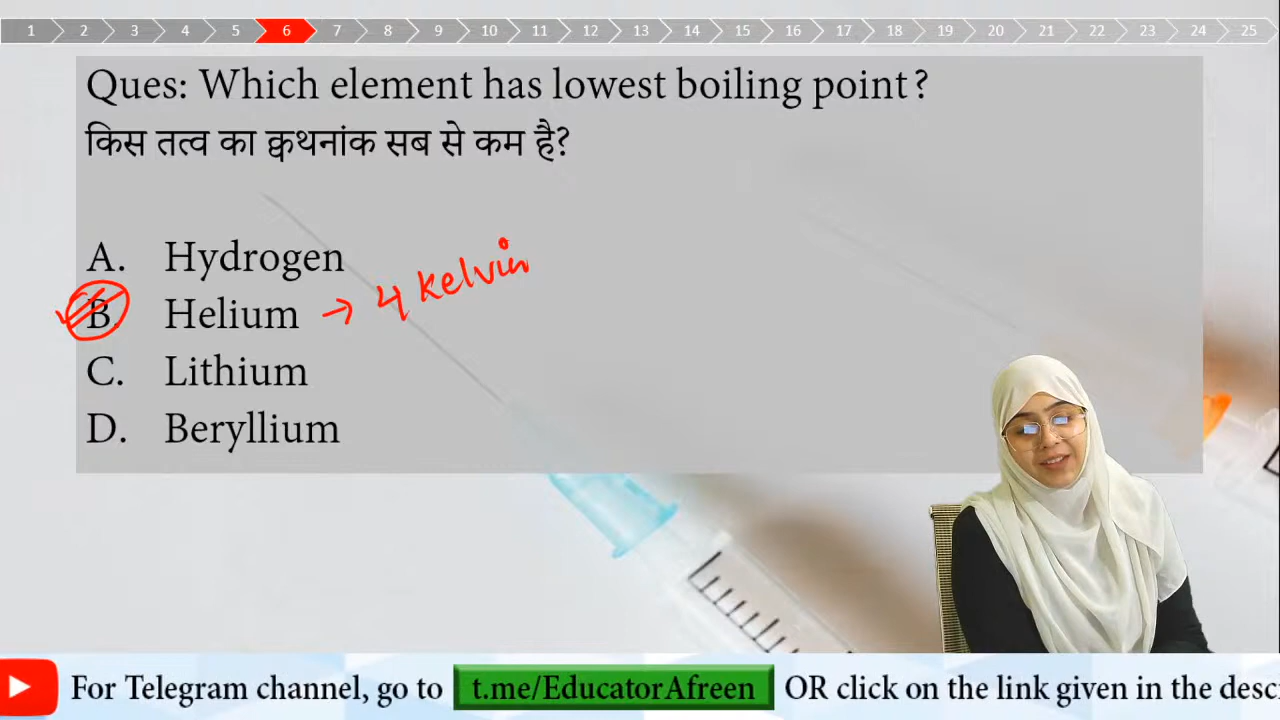 1 2 3 4 5 6 7 8 9 10 11 12 13 14 15 16 17 18 19 20 21 22 23 24 25
Ques: Which element has lowest boiling point?
किस तत्व का क्वथनांक सब से कम है?
A. Hydrogen
B. Helium → 4 kelvin
C. Lithium
D. Beryllium
For Telegram channel, go to t.me/EducatorAfreen OR click on the link given in the desc